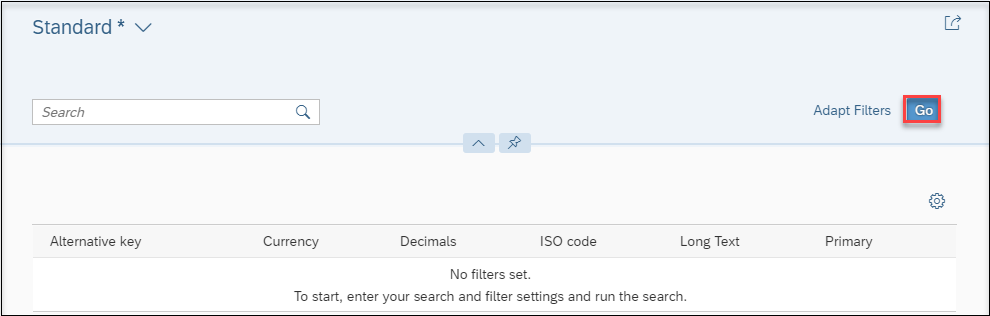 Standard *
Search
Adapt Filters Go
Alternative key Currency Decimals ISO code Long Text Primary
No filters set.
To start, enter your search and filter settings and run the search.